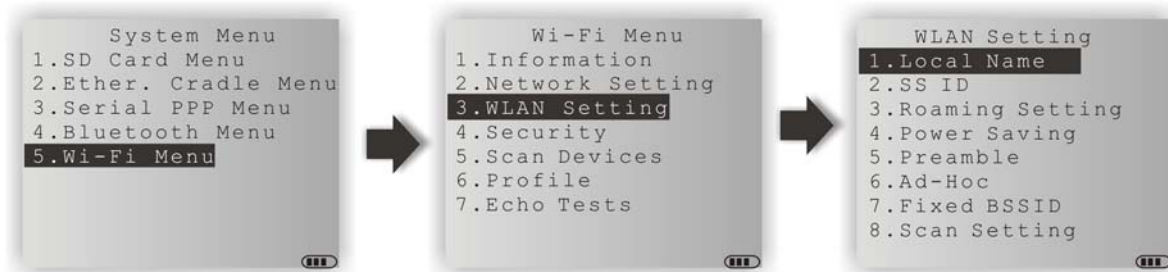 System Menu
1.SD Card Menu
2.Ether. Cradle Menu
3.Serial PPP Menu
4.Bluetooth Menu
5.Wi-Fi Menu
Wi-Fi Menu
1.Information
2.Network Setting
3.WLAN Setting
4.Security
5.Scan Devices
6.Profile
7.Echo Tests
WLAN Setting
1.Local Name
2.SS ID
3.Roaming Setting
4.Power Saving
5.Preamble
6.Ad-Hoc
7.Fixed BSSID
8.Scan Setting